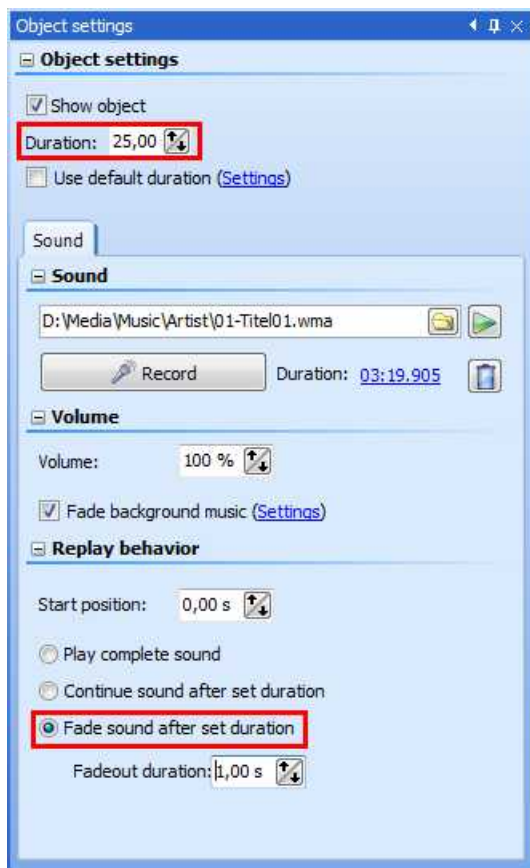 Object settings
Object settings
Show object
Duration: 25,00
Use default duration (Settings)
Sound
Sound
D:\Media\Music\Artist\01-Titel01.wma
Record Duration: 03:19.905
Volume
Volume: 100 %
Fade background music (Settings)
Replay behavior
Start position: 0,00 s
Play complete sound
Continue sound after set duration
Fade sound after set duration
Fadeout duration: 1,00 s